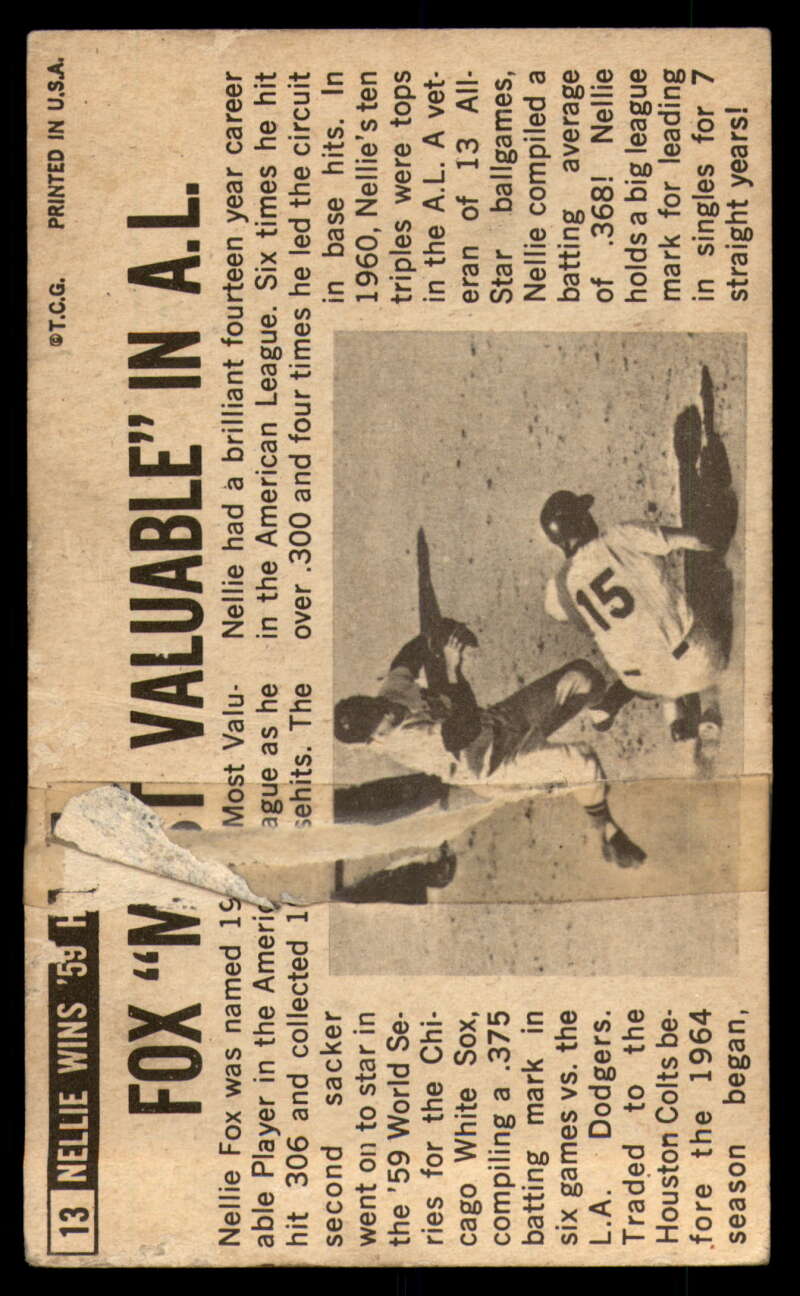 13 NELLIE WINS '59 H
©T.C.G. PRINTED IN U.S.A.
FOX “M T VALUABLE” IN A.L.
Nellie Fox was named 19 Most Valu-
able Player in the Americ ague as he
hit 306 and collected 1 sehits. The
second sacker
went on to star in
the '59 World Se-
ries for the Chi-
cago White Sox,
compiling a .375
batting mark in
six games vs. the
L.A. Dodgers.
Traded to the
Houston Colts be-
fore the 1964
season began,
Nellie had a brilliant fourteen year career
in the American League. Six times he hit
over .300 and four times he led the circuit
in base hits. In
1960, Nellie's ten
triples were tops
in the A.L. A vet-
eran of 13 All-
Star ballgames,
Nellie compiled a
batting average
of .368! Nellie
holds a big league
mark for leading
in singles for 7
straight years!
15